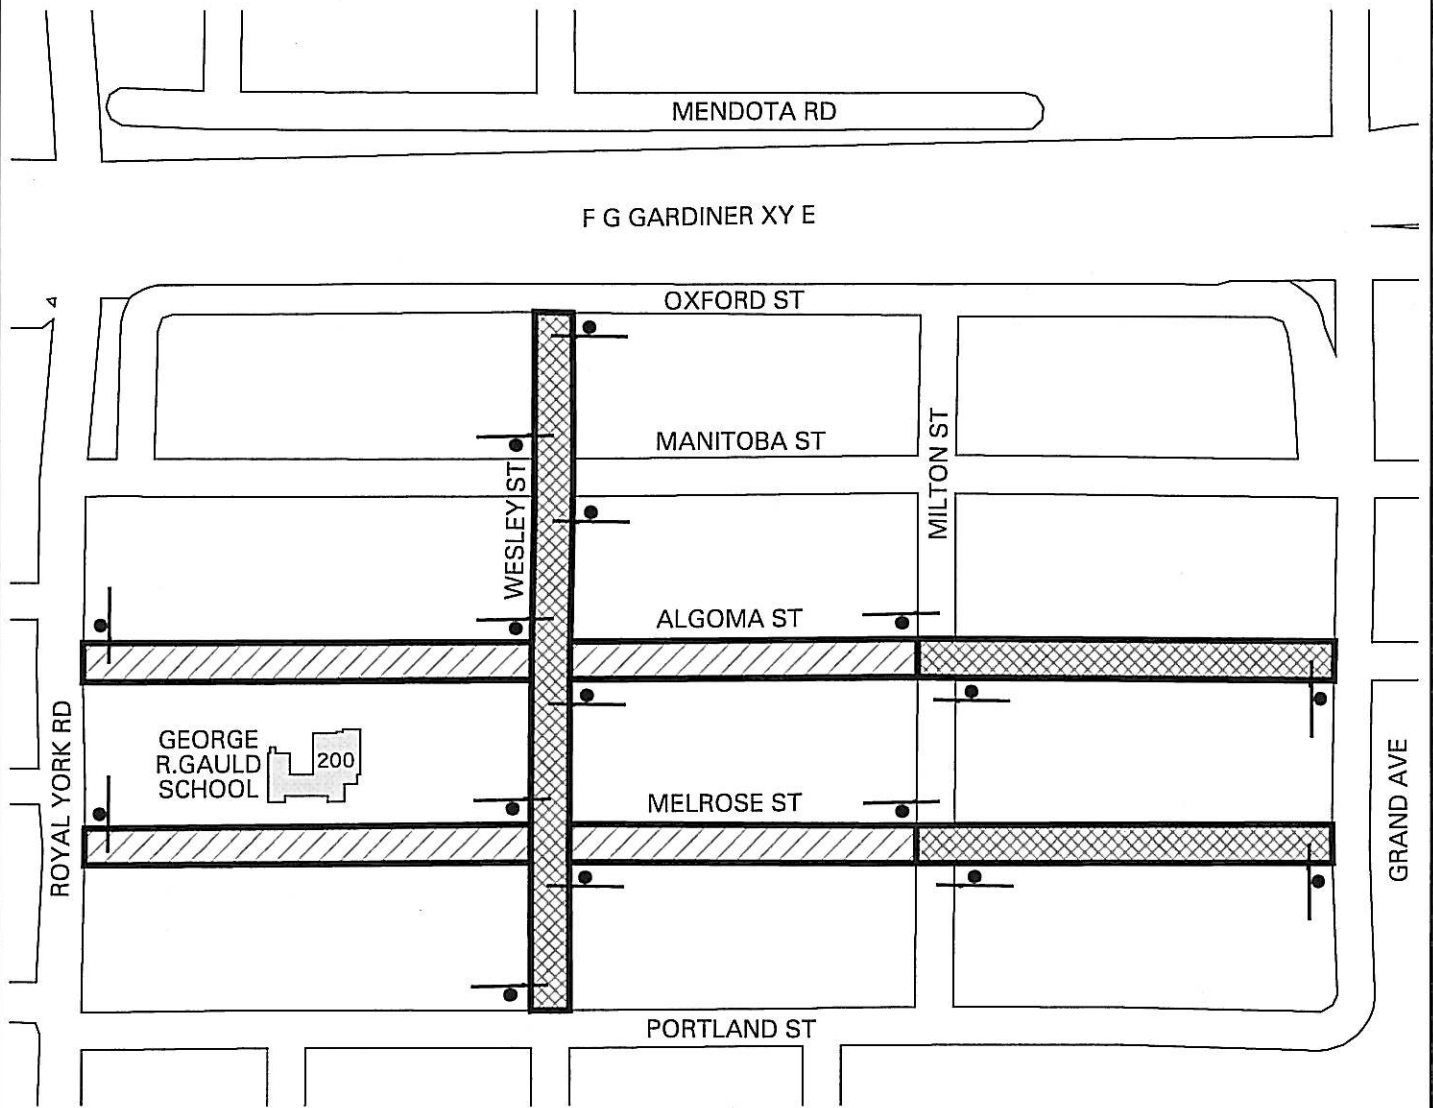 MENDOTA RD
F G GARDINER XY E
OXFORD ST
MANITOBA ST
MILTON ST
WESLEY ST
ALGOMA ST
ROYAL YORK RD
GEORGE
R.GAULD
SCHOOL
200
MELROSE ST
GRAND AVE
PORTLAND ST